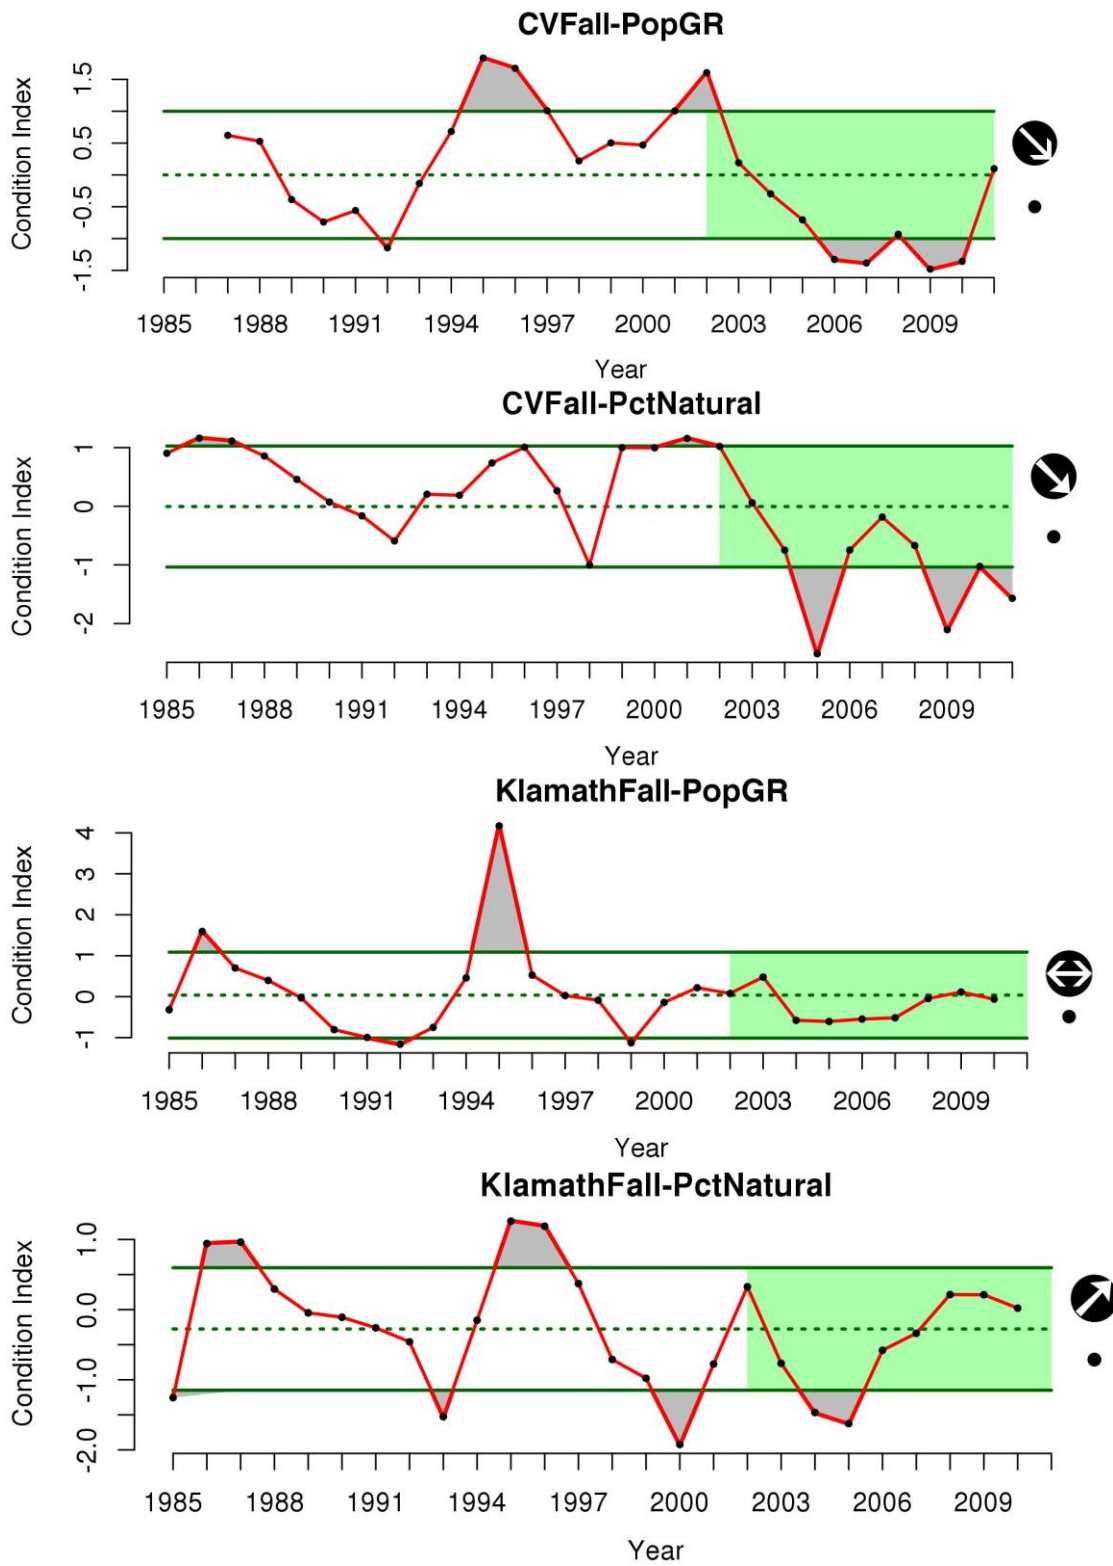 CVFall-PopGR
Condition Index
1.5
0.5
-0.5
-1.5
1985 1988 1991 1994 1997 2000 2003 2006 2009
Year
CVFall-PctNatural
Condition Index
1
0
-1
-2
1985 1988 1991 1994 1997 2000 2003 2006 2009
Year
KlamathFall-PopGR
Condition Index
4
3
2
1
0
-1
1985 1988 1991 1994 1997 2000 2003 2006 2009
Year
KlamathFall-PctNatural
Condition Index
1.0
0.0
-1.0
-2.0
1985 1988 1991 1994 1997 2000 2003 2006 2009
Year